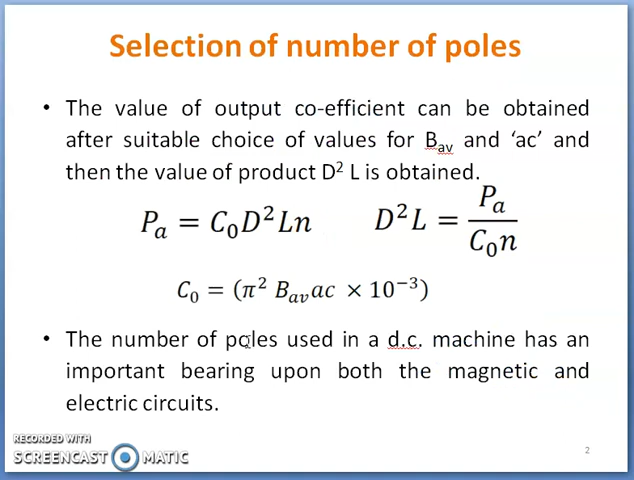 Selection of number of poles
• The value of output co-efficient can be obtained
after suitable choice of values for B_av and ‘ac’ and
then the value of product D² L is obtained.
P_a = C_0D²Ln    D²L = P_a / C_0n
C_0 = (π² B_av ac × 10⁻³)
• The number of poles used in a d.c. machine has an
important bearing upon both the magnetic and
electric circuits.
RECORDED WITH
SCREENCAST MATIC
2